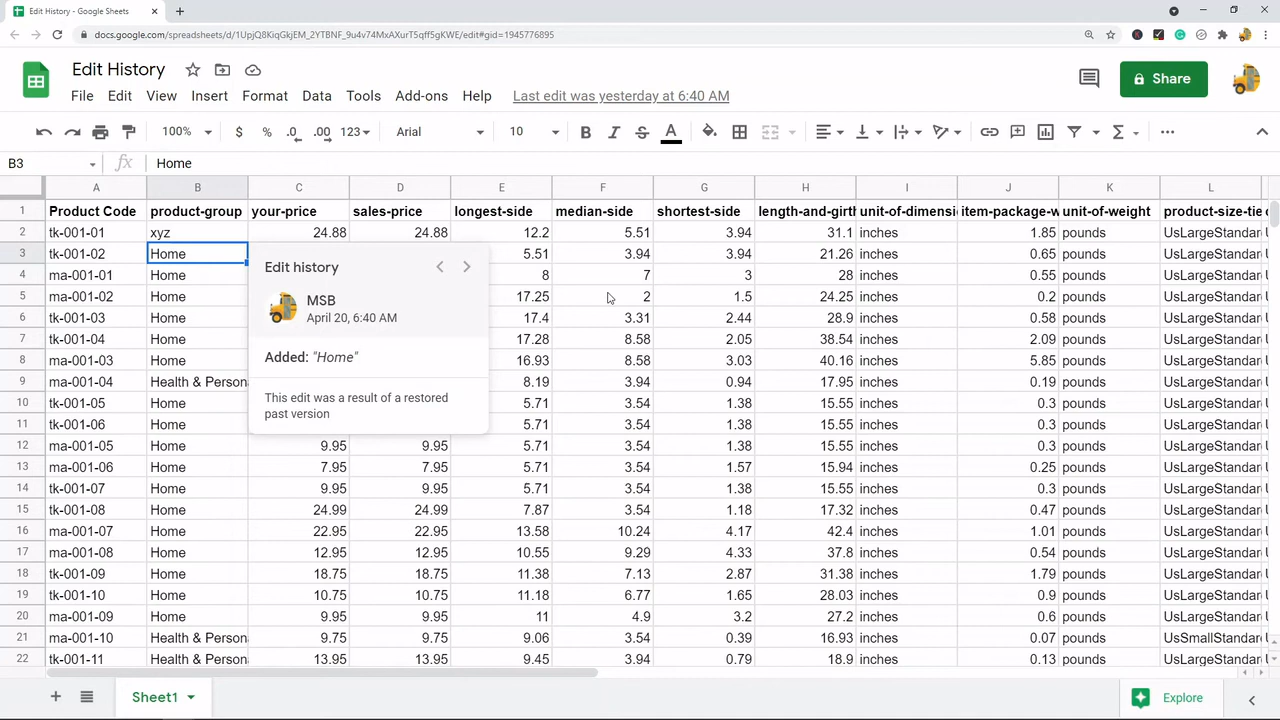 Edit History - Google Sheets
docs.google.com/spreadsheets/d/1UpjQ8KiqGkjEM_2YTBNF_9u4v74MxAXurT5qff5gKWE/edit#gid=1945776895
Edit History
File Edit View Insert Format Data Tools Add-ons Help Last edit was yesterday at 6:40 AM
Share
100% $ % .0 .00 123 Arial 10 B I S A
B3 fx Home
A B C D E F G H I J K L
1 Product Code product-group your-price sales-price longest-side median-side shortest-side length-and-girth unit-of-dimensi item-package-w unit-of-weight product-size-tie
2 tk-001-01 xyz 24.88 24.88 12.2 5.51 3.94 31.1 inches 1.85 pounds UsLargeStandar
3 tk-001-02 Home 5.51 3.94 3.94 21.26 inches 0.65 pounds UsLargeStandar
4 ma-001-01 Home 8 7 3 28 inches 0.55 pounds UsLargeStandar
5 ma-001-02 Home 17.25 2 1.5 24.25 inches 0.2 pounds UsLargeStandar
6 tk-001-03 Home 17.4 3.31 2.44 28.9 inches 0.58 pounds UsLargeStandar
7 tk-001-04 Home 17.28 8.58 2.05 38.54 inches 2.09 pounds UsLargeStandar
8 ma-001-03 Home 16.93 8.58 3.03 40.16 inches 5.85 pounds UsLargeStandar
9 ma-001-04 Health & Person 8.19 3.94 0.94 17.95 inches 0.19 pounds UsLargeStandar
10 tk-001-05 Home 5.71 3.54 1.38 15.55 inches 0.3 pounds UsLargeStandar
11 tk-001-06 Home 5.71 3.54 1.38 15.55 inches 0.3 pounds UsLargeStandar
12 ma-001-05 Home 9.95 9.95 5.71 3.54 1.38 15.55 inches 0.3 pounds UsLargeStandar
13 ma-001-06 Home 7.95 7.95 5.71 3.54 1.57 15.94 inches 0.25 pounds UsLargeStandar
14 tk-001-07 Home 9.95 9.95 5.71 3.54 1.38 15.55 inches 0.3 pounds UsLargeStandar
15 tk-001-08 Home 24.99 24.99 7.87 3.54 1.18 17.32 inches 0.47 pounds UsLargeStandar
16 ma-001-07 Home 22.95 22.95 13.58 10.24 4.17 42.4 inches 1.01 pounds UsLargeStandar
17 ma-001-08 Home 12.95 12.95 10.55 9.29 4.33 37.8 inches 0.54 pounds UsLargeStandar
18 tk-001-09 Home 18.75 18.75 11.38 7.13 2.87 31.38 inches 1.79 pounds UsLargeStandar
19 tk-001-10 Home 10.75 10.75 11.18 6.77 1.65 28.03 inches 0.9 pounds UsLargeStandar
20 ma-001-09 Home 9.95 9.95 11 4.9 3.2 27.2 inches 0.6 pounds UsLargeStandar
21 ma-001-10 Health & Person 9.75 9.75 9.06 3.54 0.39 16.93 inches 0.07 pounds UsSmallStandar
22 tk-001-11 Health & Person 13.95 13.95 9.45 3.94 0.79 18.9 inches 0.13 pounds UsLargeStandar
Edit history
MSB
April 20, 6:40 AM
Added: "Home"
This edit was a result of a restored
past version
Sheet1
Explore